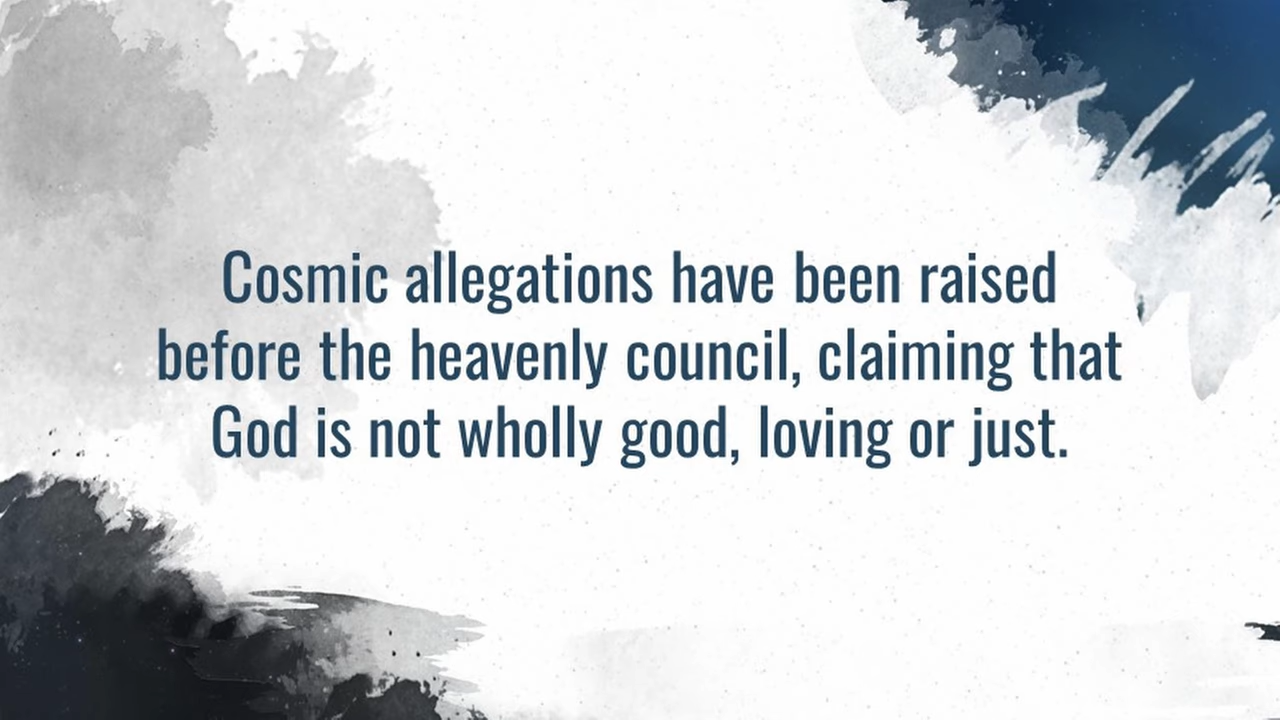 Cosmic allegations have been raised
before the heavenly council, claiming that
God is not wholly good, loving or just.